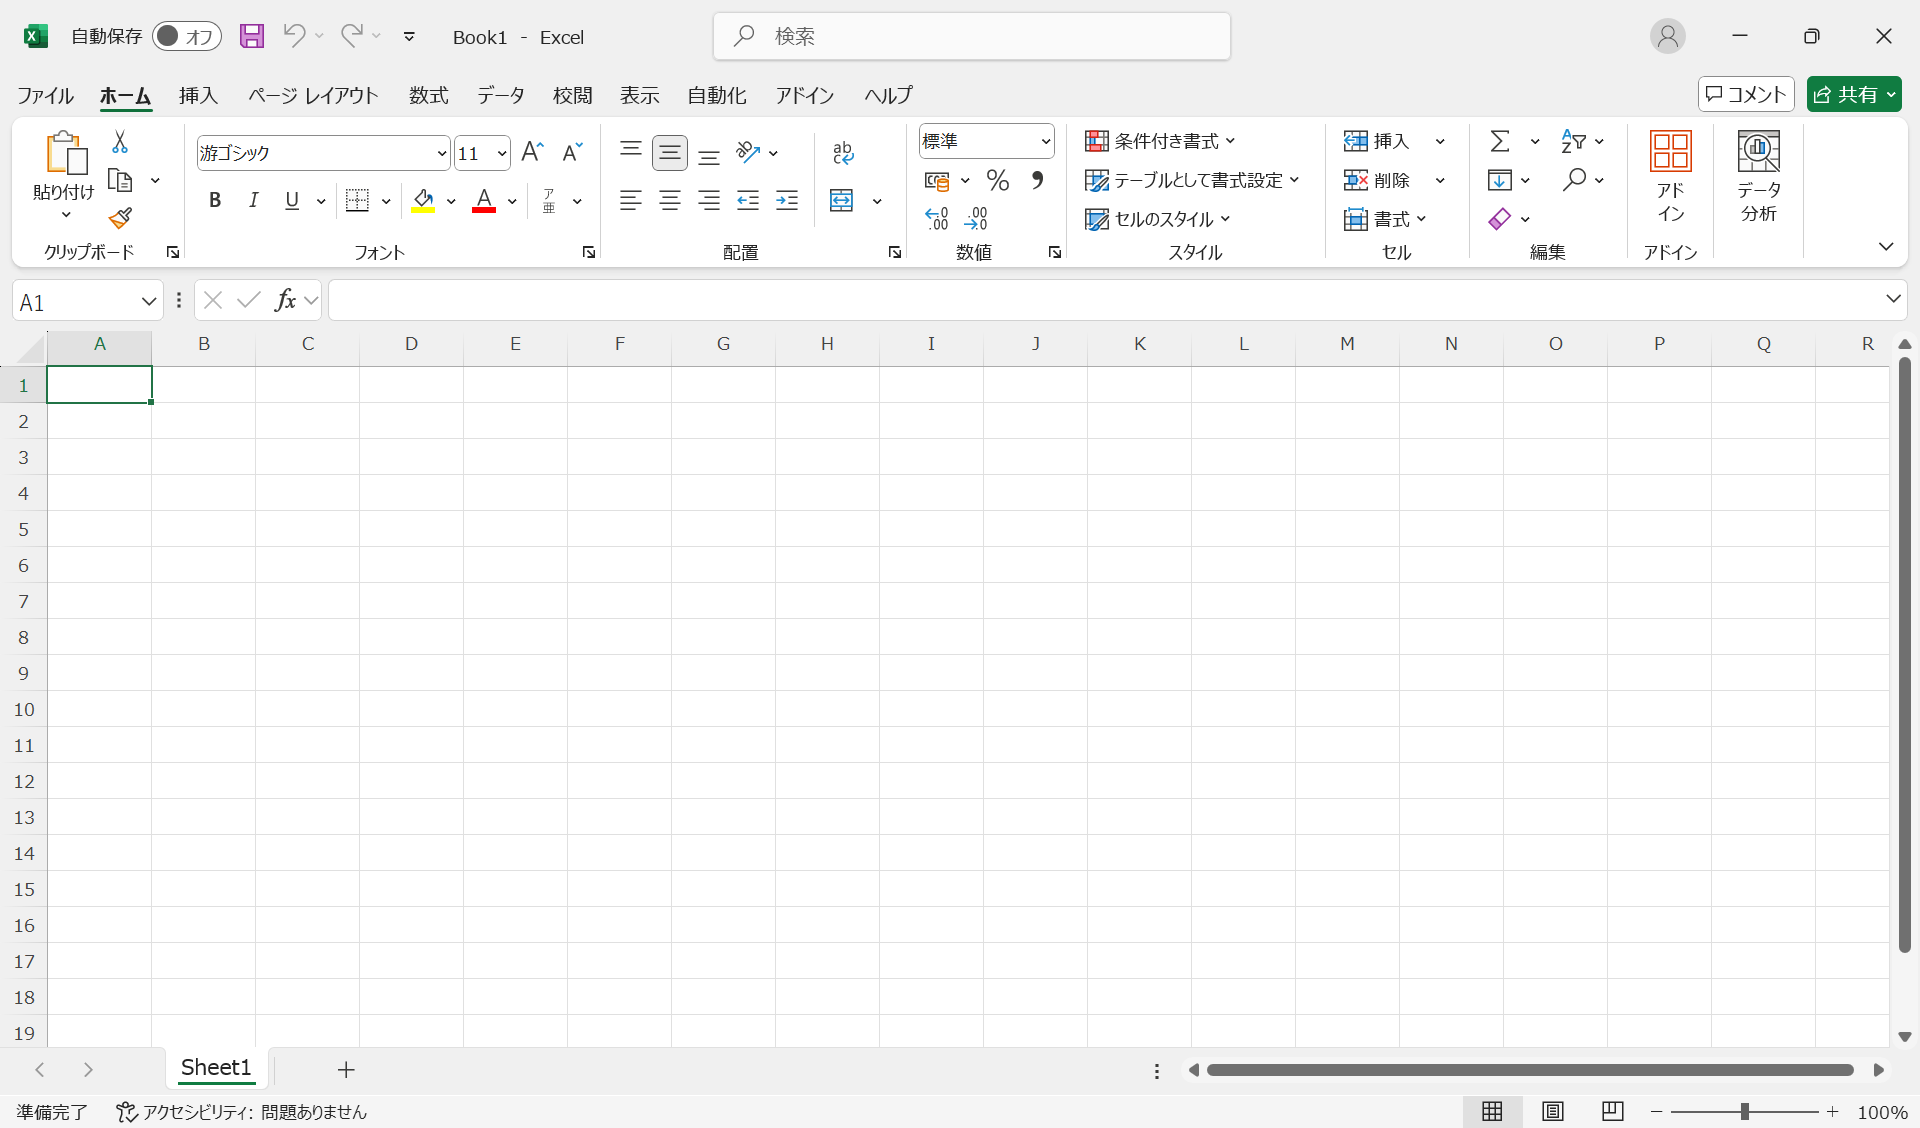 自動保存 オフ Book1 - Excel 検索
ファイル ホーム 挿入 ページ レイアウト 数式 データ 校閲 表示 自動化 アドイン ヘルプ コメント 共有
貼り付け
クリップボード
游ゴシック 11
B I U A ア亜
フォント
ab
c
配置
標準
% 9
.00 .00
数値
条件付き書式
テーブルとして書式設定
セルのスタイル
スタイル
挿入
削除
書式
セル
編集
アド
イン
アドイン
データ
分析
A1 fx
A B C D E F G H I J K L M N O P Q R
1
2
3
4
5
6
7
8
9
10
11
12
13
14
15
16
17
18
19
Sheet1
準備完了 アクセシビリティ: 問題ありません 100%